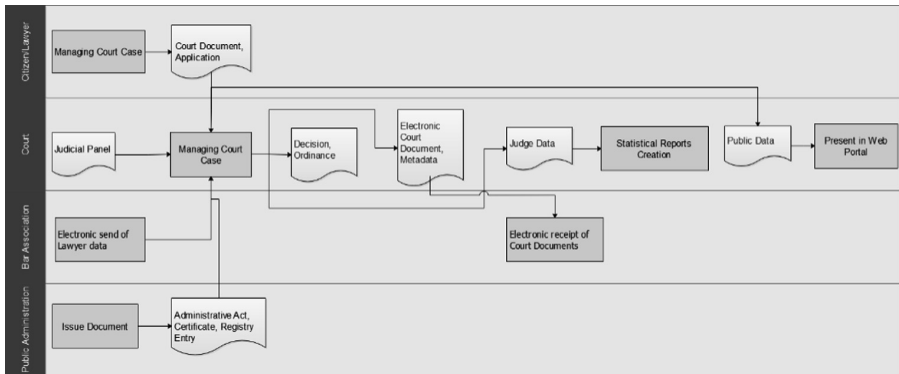 Citizen/Lawyer
Managing Court Case
Court Document,
Application
Court
Judicial Panel
Managing Court
Case
Decision,
Ordinance
Electronic
Court
Document,
Metadata
Judge Data
Statistical Reports
Creation
Public Data
Present in Web
Portal
Bar Association
Electronic send of
Lawyer data
Electronic receipt of
Court Documents
Public Administration
Issue Document
Administrative Act,
Certificate, Registry
Entry